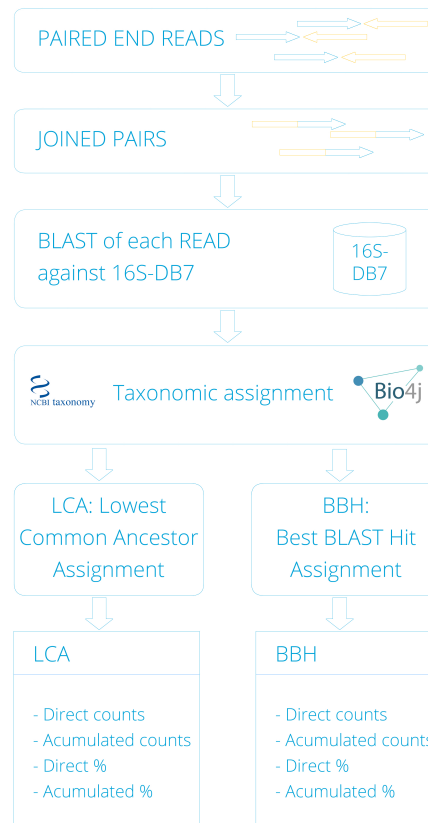 PAIRED END READS
JOINED PAIRS
BLAST of each READ
against 16S-DB7
16S-
DB7
NCBI taxonomy
Taxonomic assignment
Bio4j
LCA: Lowest
Common Ancestor
Assignment
BBH:
Best BLAST Hit
Assignment
LCA
- Direct counts
- Acumulated counts
- Direct %
- Acumulated %
BBH
- Direct counts
- Acumulated counts
- Direct %
- Acumulated %